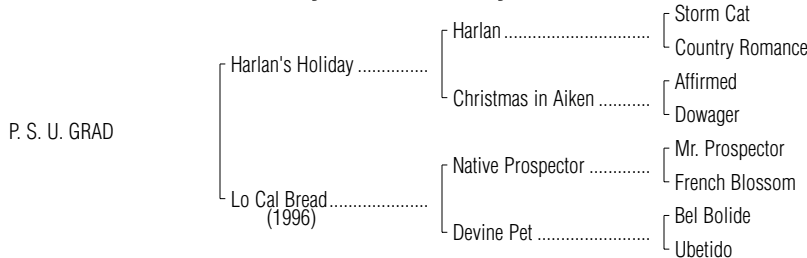 Storm Cat
Harlan ..............................
Country Romance
Harlan's Holiday ...............
Affirmed
Christmas in Aiken ...........
Dowager
P. S. U. GRAD
Mr. Prospector
Native Prospector .............
French Blossom
Lo Cal Bread.....................
(1996)
Bel Bolide
Devine Pet .......................
Ubetido